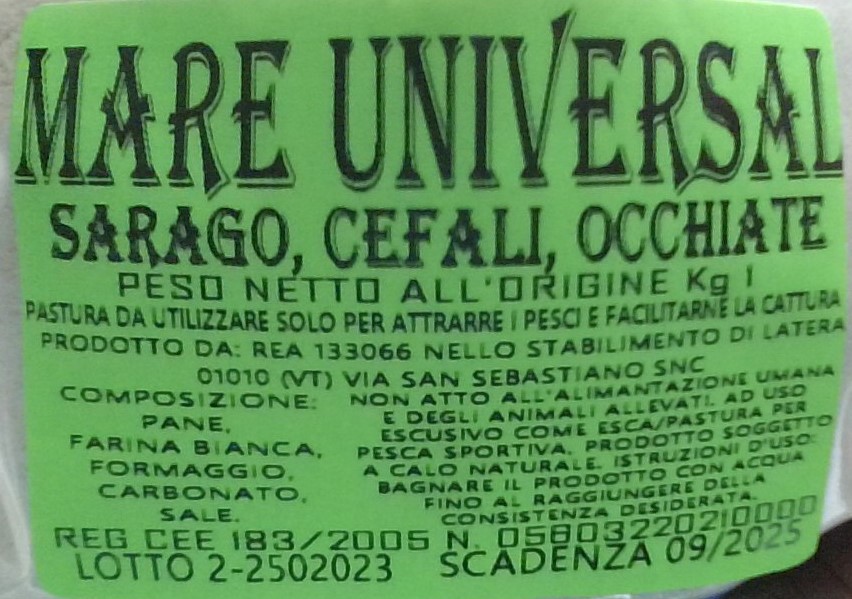 MARE UNIVERSAL
SARAGO, CEFALI, OCCHIATE
PESO NETTO ALL'ORIGINE Kg 1
PASTURA DA UTILIZZARE SOLO PER ATTRARRE I PESCI E FACILITARNE LA CATTURA
PRODOTTO DA: REA 133066 NELLO STABILIMENTO DI LATERA
01010 (VT) VIA SAN SEBASTIANO SNC
COMPOSIZIONE:
PANE,
FARINA BIANCA,
FORMAGGIO,
CARBONATO,
SALE.
NON ATTO ALL'ALIMANTAZIONE UMANA
E DEGLI ANIMALI ALLEVATI. AD USO
ESCUSIVO COME ESCA/PASTURA PER
PESCA SPORTIVA. PRODOTTO SOGGETTO
A CALO NATURALE. ISTRUZIONI D'USO:
BAGNARE IL PRODOTTO CON ACQUA
FINO AL RAGGIUNGERE DELLA
CONSISTENZA DESIDERATA.
REG CEE 183/2005 N. 05803220210000
LOTTO 2-2502023 SCADENZA 09/2025